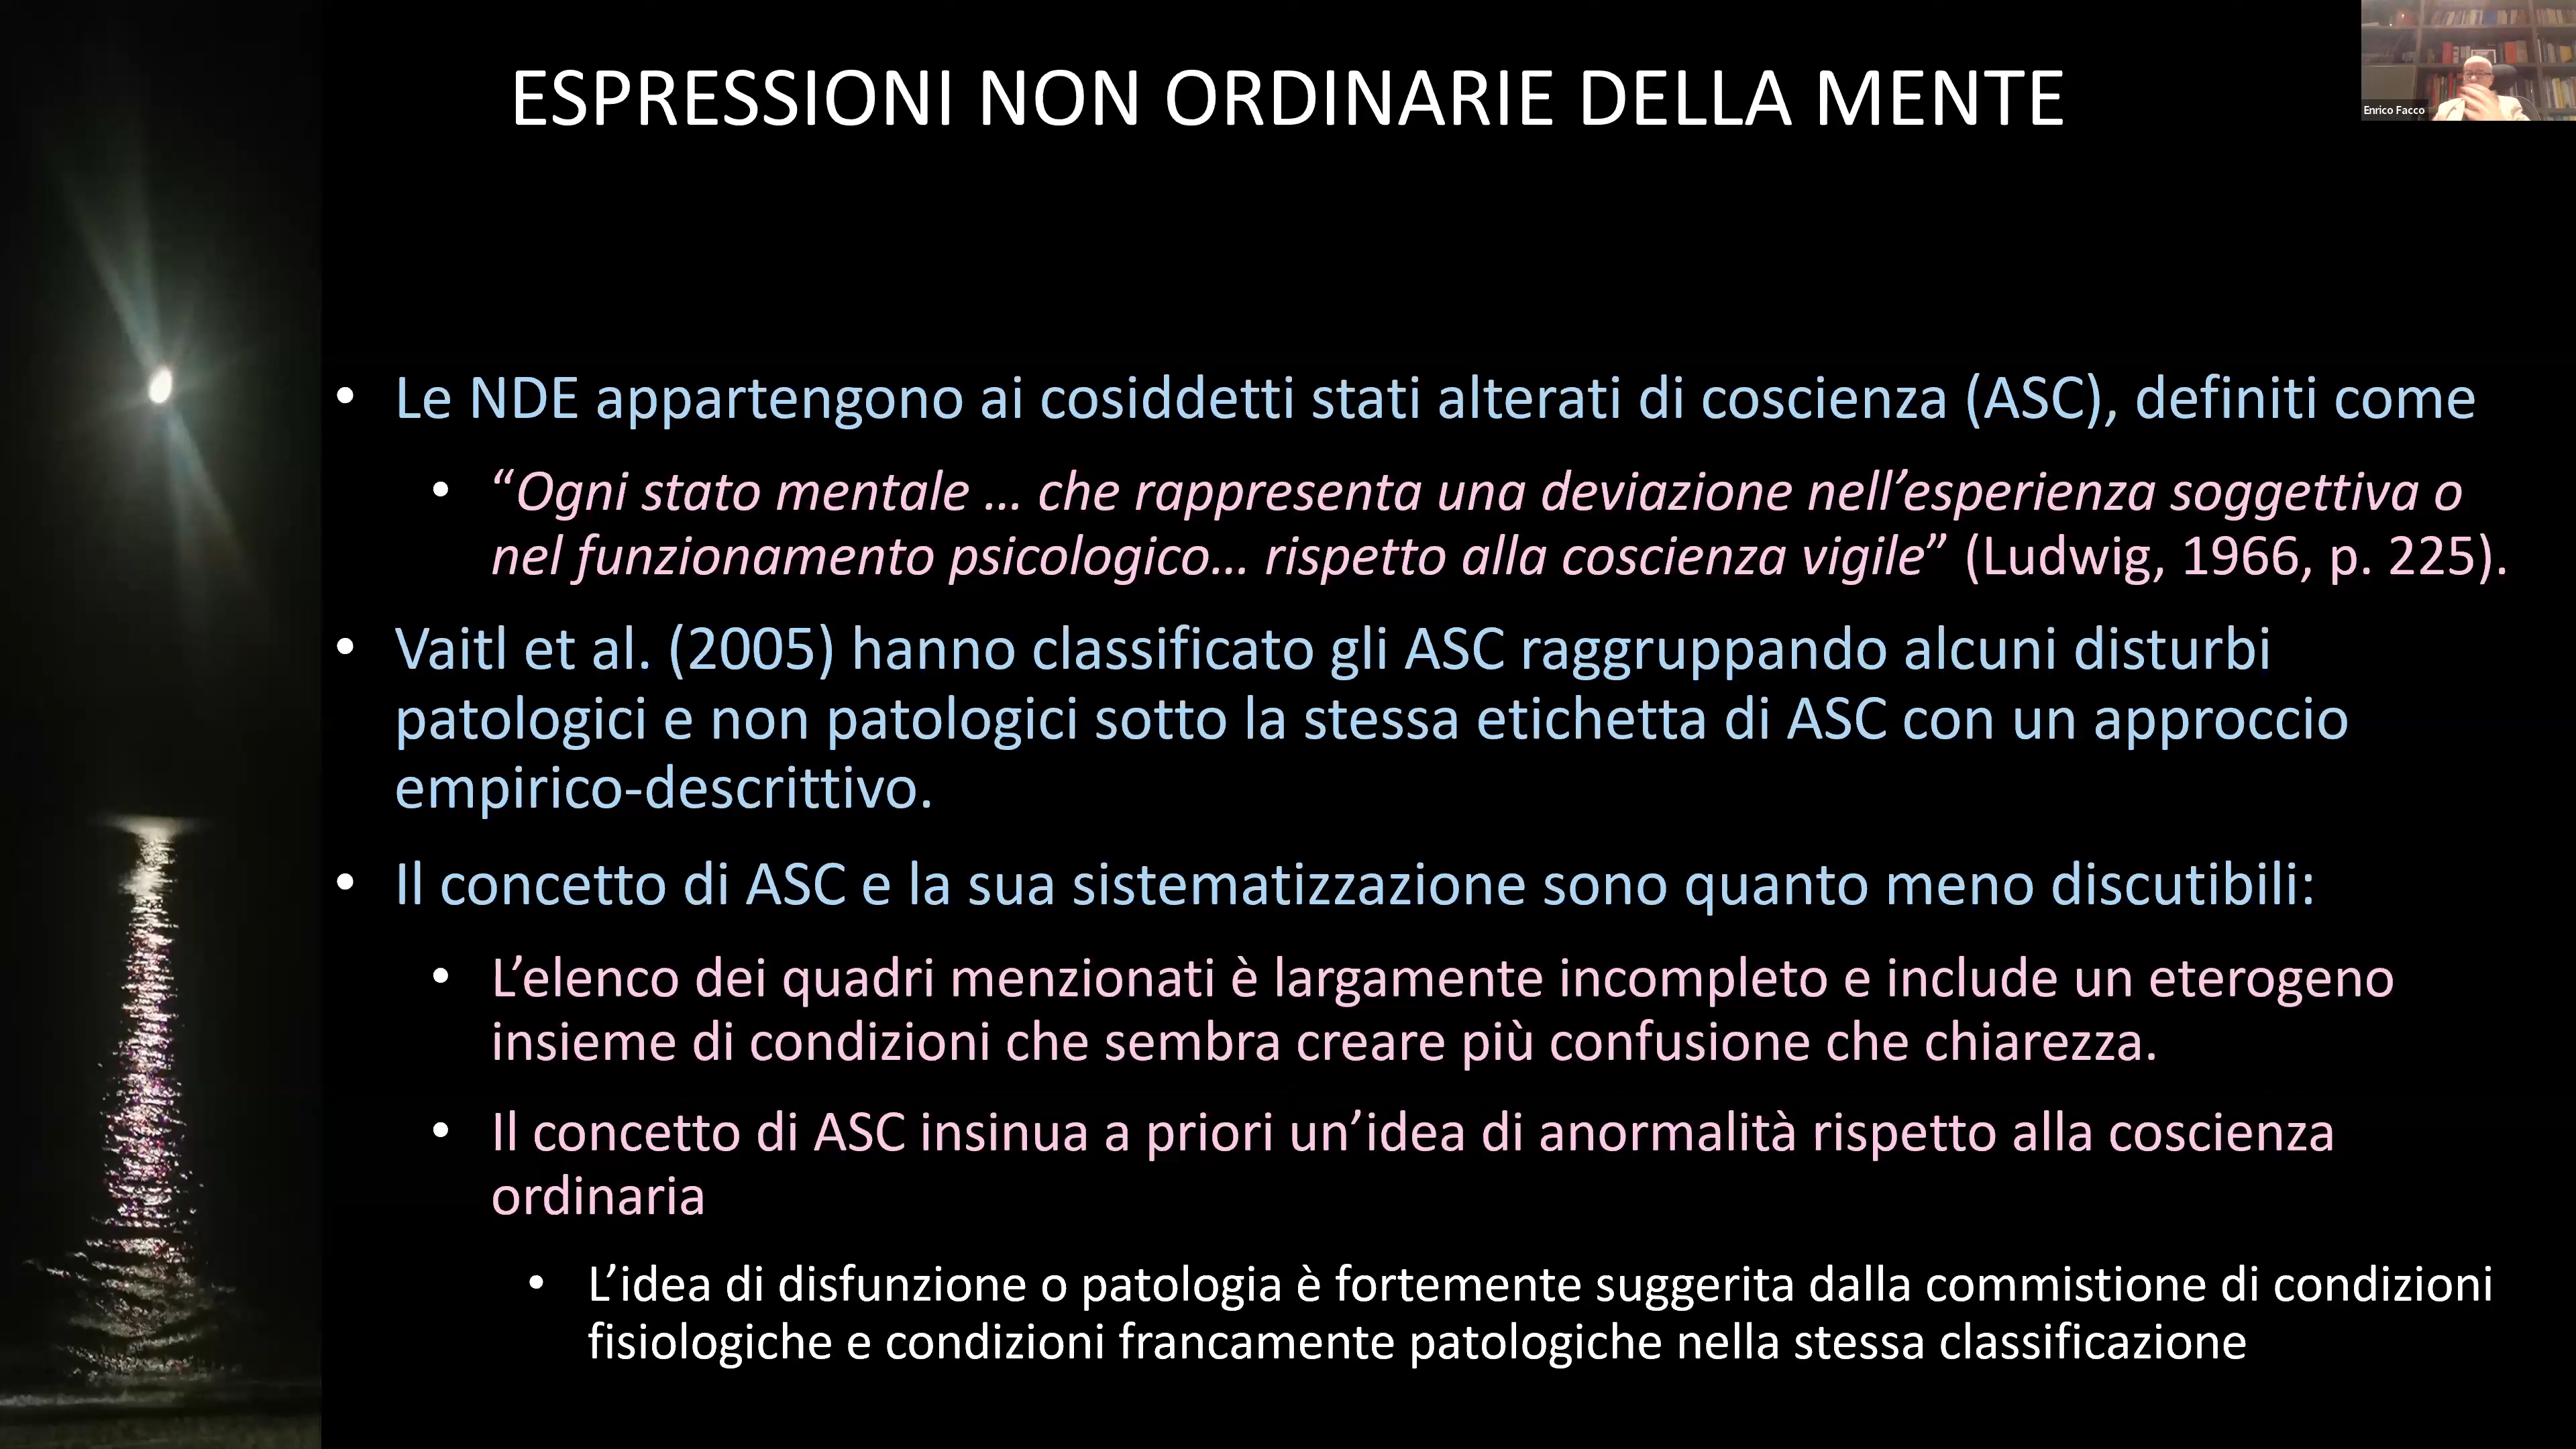 ESPRESSIONI NON ORDINARIE DELLA MENTE
Enrico Facco
• Le NDE appartengono ai cosiddetti stati alterati di coscienza (ASC), definiti come
• “Ogni stato mentale … che rappresenta una deviazione nell’esperienza soggettiva o
nel funzionamento psicologico… rispetto alla coscienza vigile” (Ludwig, 1966, p. 225).
• Vaitl et al. (2005) hanno classificato gli ASC raggruppando alcuni disturbi
patologici e non patologici sotto la stessa etichetta di ASC con un approccio
empirico-descrittivo.
• Il concetto di ASC e la sua sistematizzazione sono quanto meno discutibili:
• L’elenco dei quadri menzionati è largamente incompleto e include un eterogeno
insieme di condizioni che sembra creare più confusione che chiarezza.
• Il concetto di ASC insinua a priori un’idea di anormalità rispetto alla coscienza
ordinaria
• L’idea di disfunzione o patologia è fortemente suggerita dalla commistione di condizioni
fisiologiche e condizioni francamente patologiche nella stessa classificazione